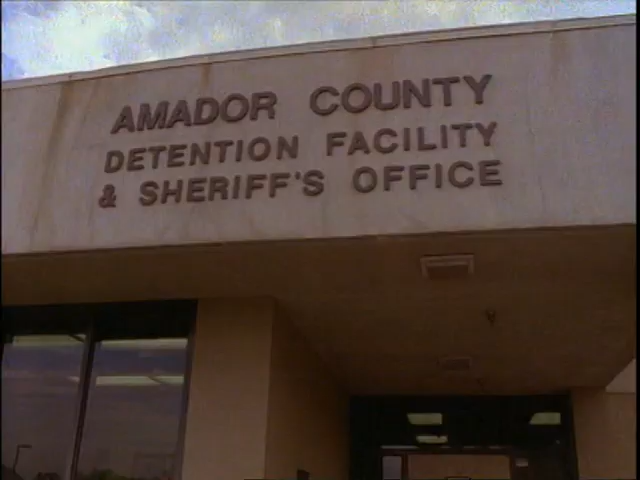 AMADOR COUNTY
DETENTION FACILITY
& SHERIFF'S OFFICE